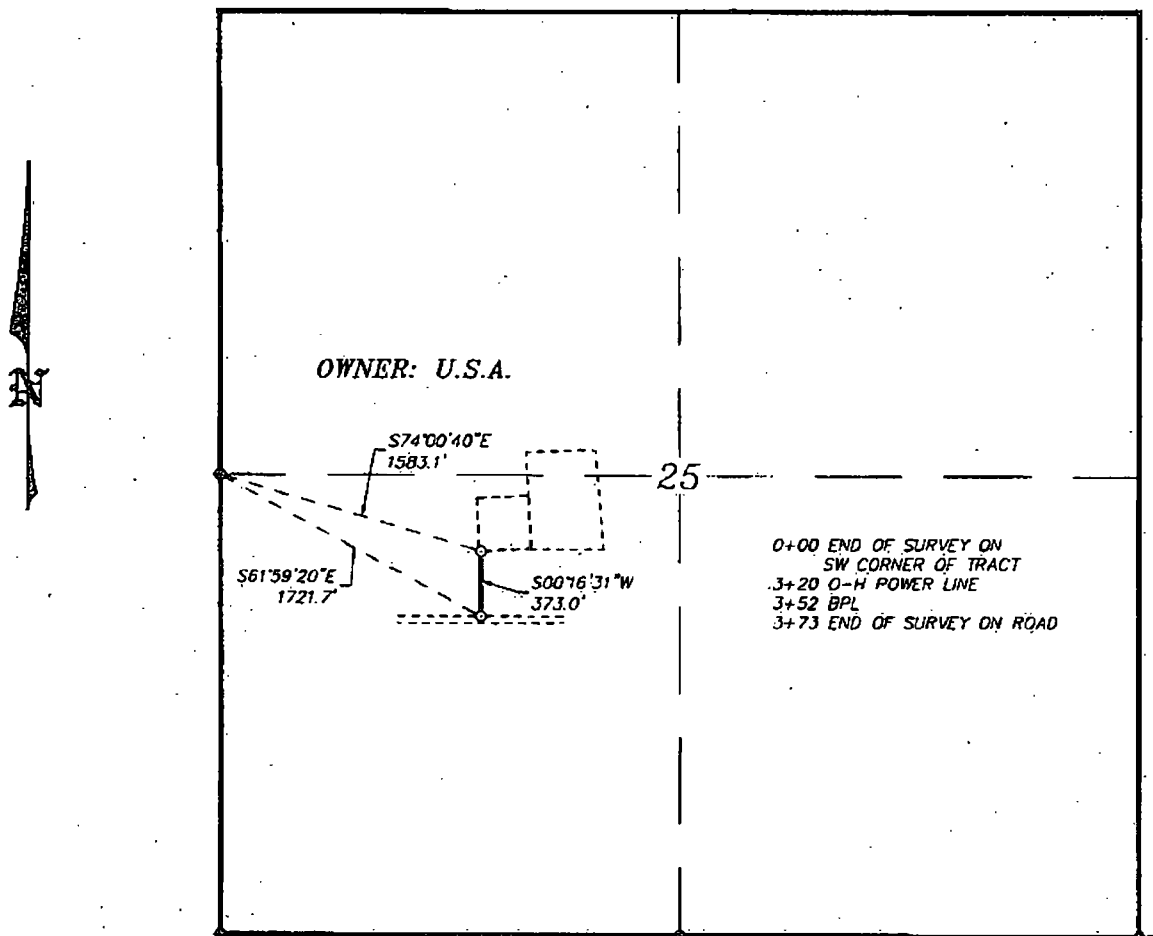 OWNER: U.S.A.
S74°00'40"E
1583.1'
25
S61°59'20"E
1721.7'
S00°16'31"W
373.0'
0+00 END OF SURVEY ON
SW CORNER OF TRACT
3+20 O-H POWER LINE
3+52 BPL
3+73 END OF SURVEY ON ROAD